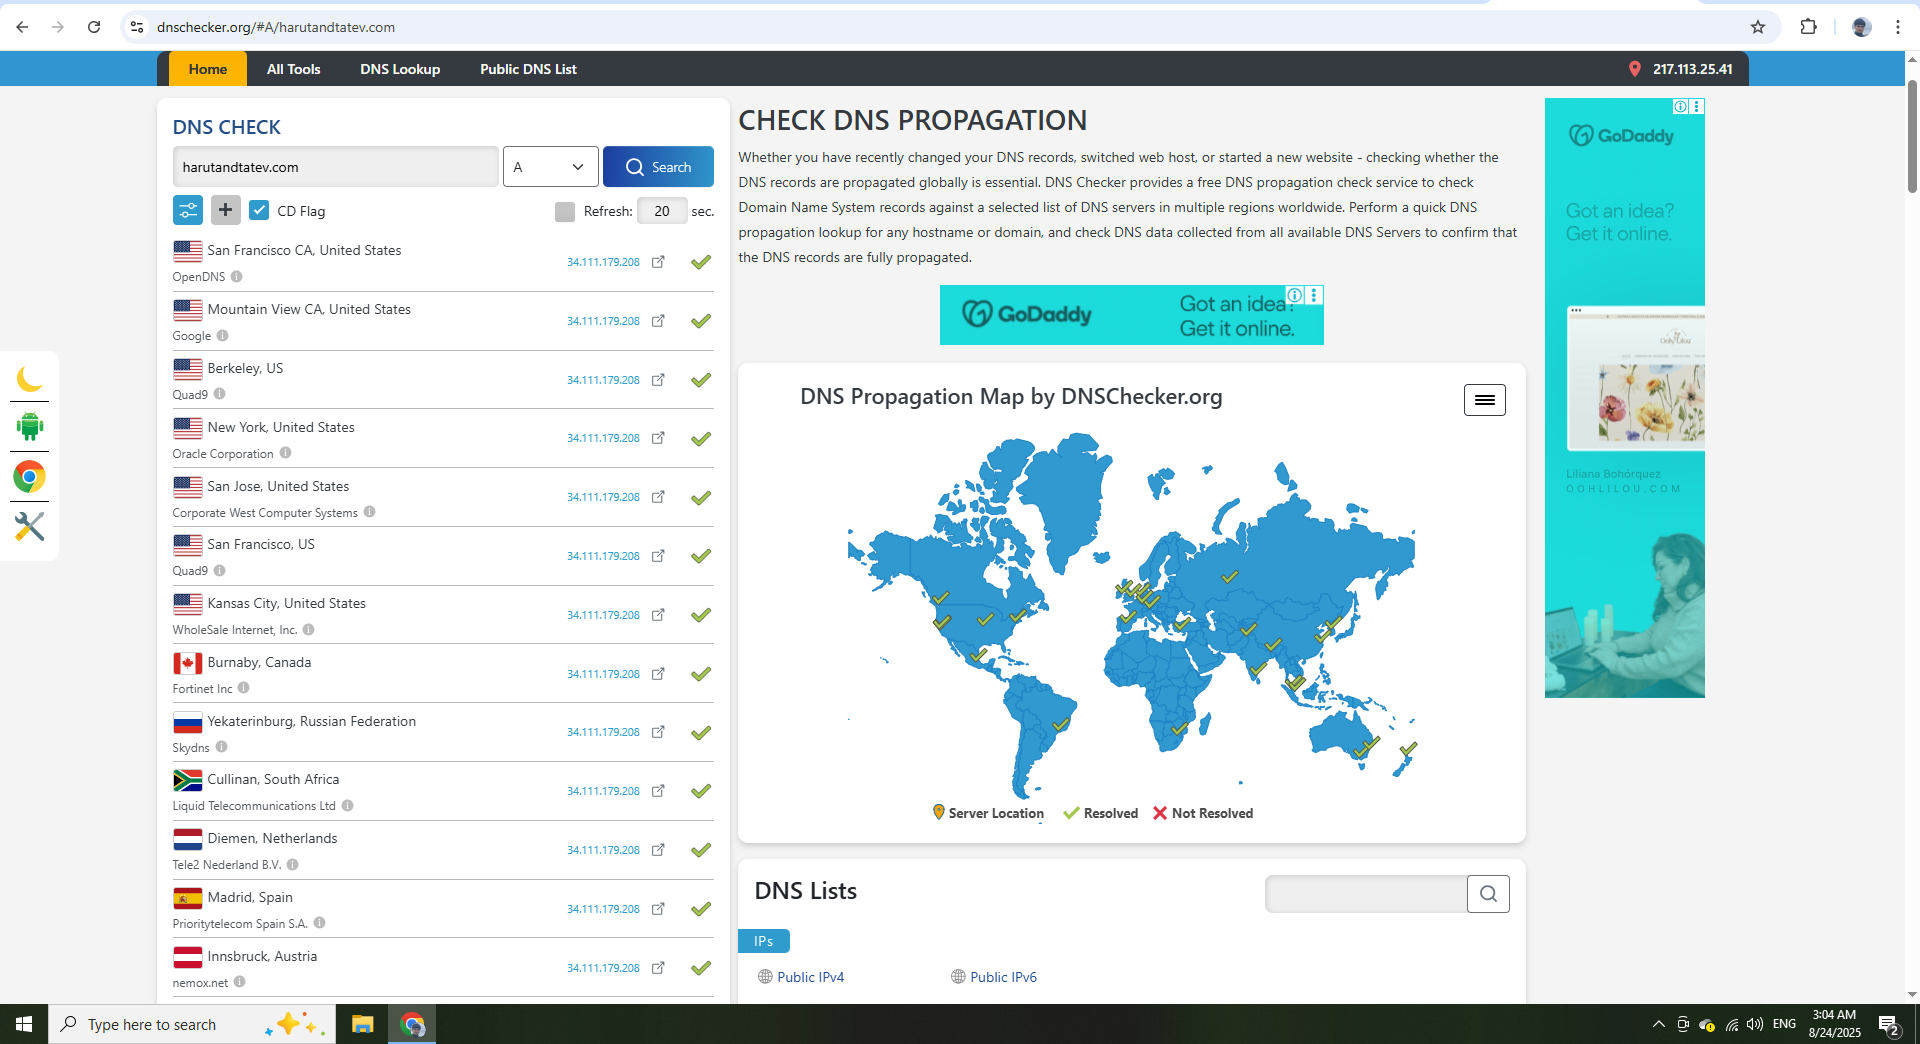 dnschecker.org/#A/harutandtatev.com
Home
All Tools
DNS Lookup
Public DNS List
217.113.25.41
DNS CHECK
harutandtatev.com
A
Search
CD Flag
Refresh: 20 sec.
San Francisco CA, United States
OpenDNS
34.111.179.208
Mountain View CA, United States
Google
34.111.179.208
Berkeley, US
Quad9
34.111.179.208
New York, United States
Oracle Corporation
34.111.179.208
San Jose, United States
Corporate West Computer Systems
34.111.179.208
San Francisco, US
Quad9
34.111.179.208
Kansas City, United States
WholeSale Internet, Inc.
34.111.179.208
Burnaby, Canada
Fortinet Inc
34.111.179.208
Yekaterinburg, Russian Federation
Skydns
34.111.179.208
Cullinan, South Africa
Liquid Telecommunications Ltd
34.111.179.208
Diemen, Netherlands
Tele2 Nederland B.V.
34.111.179.208
Madrid, Spain
Prioritytelecom Spain S.A.
34.111.179.208
Innsbruck, Austria
nemox.net
34.111.179.208
CHECK DNS PROPAGATION
Whether you have recently changed your DNS records, switched web host, or started a new website - checking whether the
DNS records are propagated globally is essential. DNS Checker provides a free DNS propagation check service to check
Domain Name System records against a selected list of DNS servers in multiple regions worldwide. Perform a quick DNS
propagation lookup for any hostname or domain, and check DNS data collected from all available DNS Servers to confirm that
the DNS records are fully propagated.
GoDaddy
Got an idea?
Get it online.
DNS Propagation Map by DNSChecker.org
Server Location
Resolved
Not Resolved
DNS Lists
IPs
Public IPv4
Public IPv6
GoDaddy
Got an idea?
Get it online.
Ooh Lilou
Liliana Bohórquez
OOHLILOU.COM
Type here to search
ENG
3:04 AM
8/24/2025
2